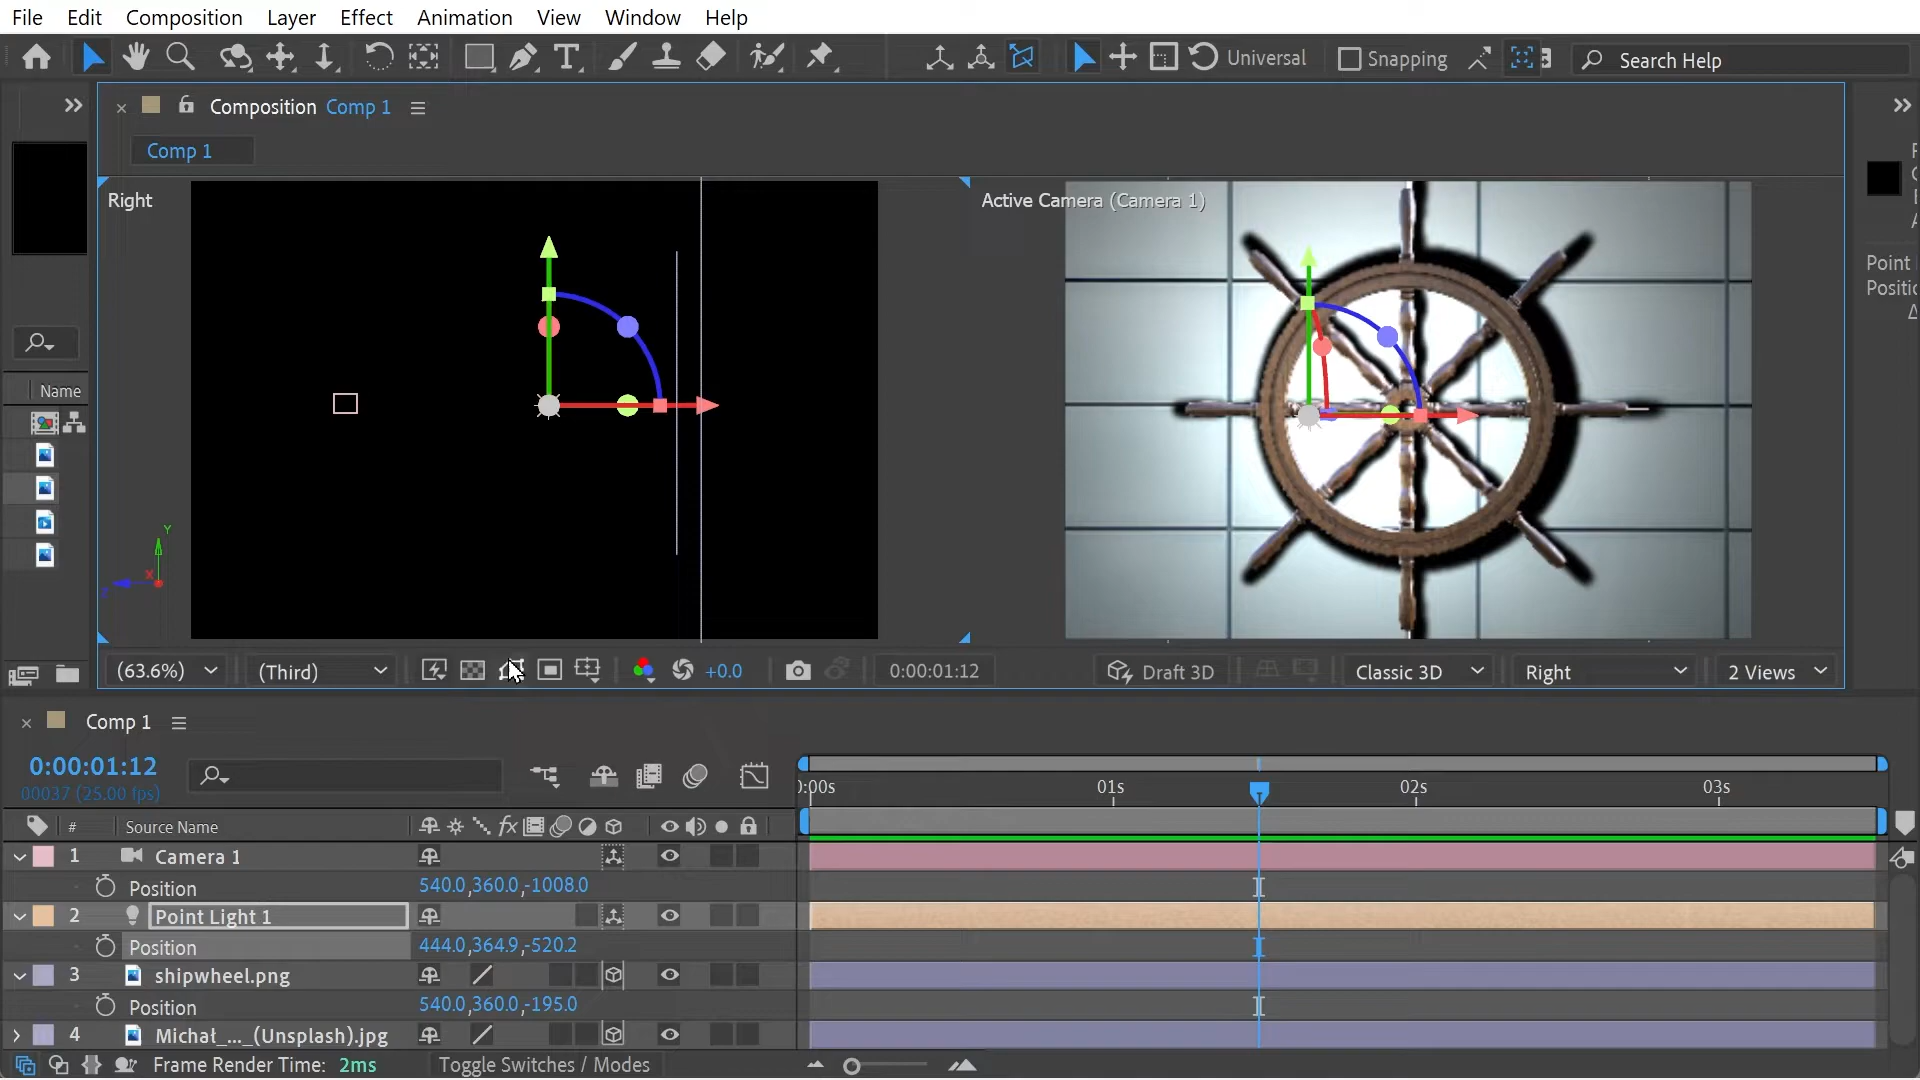 File Edit Composition Layer Effect Animation View Window Help
Universal Snapping Search Help
Composition Comp 1
Comp 1
Right
Active Camera (Camera 1)
Point
Name
Y
X
(63.6%) (Third) +0.0 0:00:01:12 Draft 3D Classic 3D Right 2 Views
Comp 1
0:00:01:12
00037 (25.00 fps)
01s 02s 03s
# Source Name fx
1 Camera 1
Position 540.0,360.0,-1008.0
2 Point Light 1
Position 444.0,364.9,-520.2
3 shipwheel.png
Position 540.0,360.0,-195.0
4 Michał_..._(Unsplash).jpg
Frame Render Time: 2ms Toggle Switches / Modes